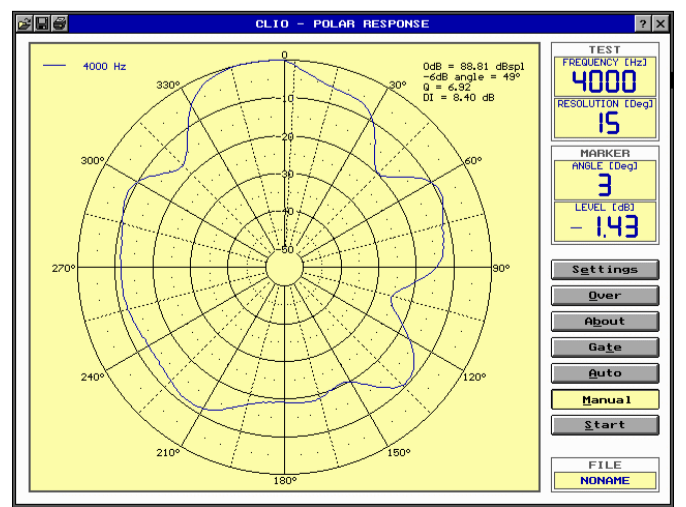 CLIO - POLAR RESPONSE
? ×
4000 Hz
0dB = 88.81 dBspl
-6dB angle = 49°
Q = 6.92
DI = 8.40 dB
0
330°
30°
-10
-20
300°
60°
-30
-40
-50
270°
90°
240°
120°
210°
150°
180°
TEST
FREQUENCY [Hz]
4000
RESOLUTION [Deg]
15
MARKER
ANGLE [Deg]
3
LEVEL [dB]
- 1.43
Settings
Over
About
Gate
Auto
Manual
Start
FILE
NONAME